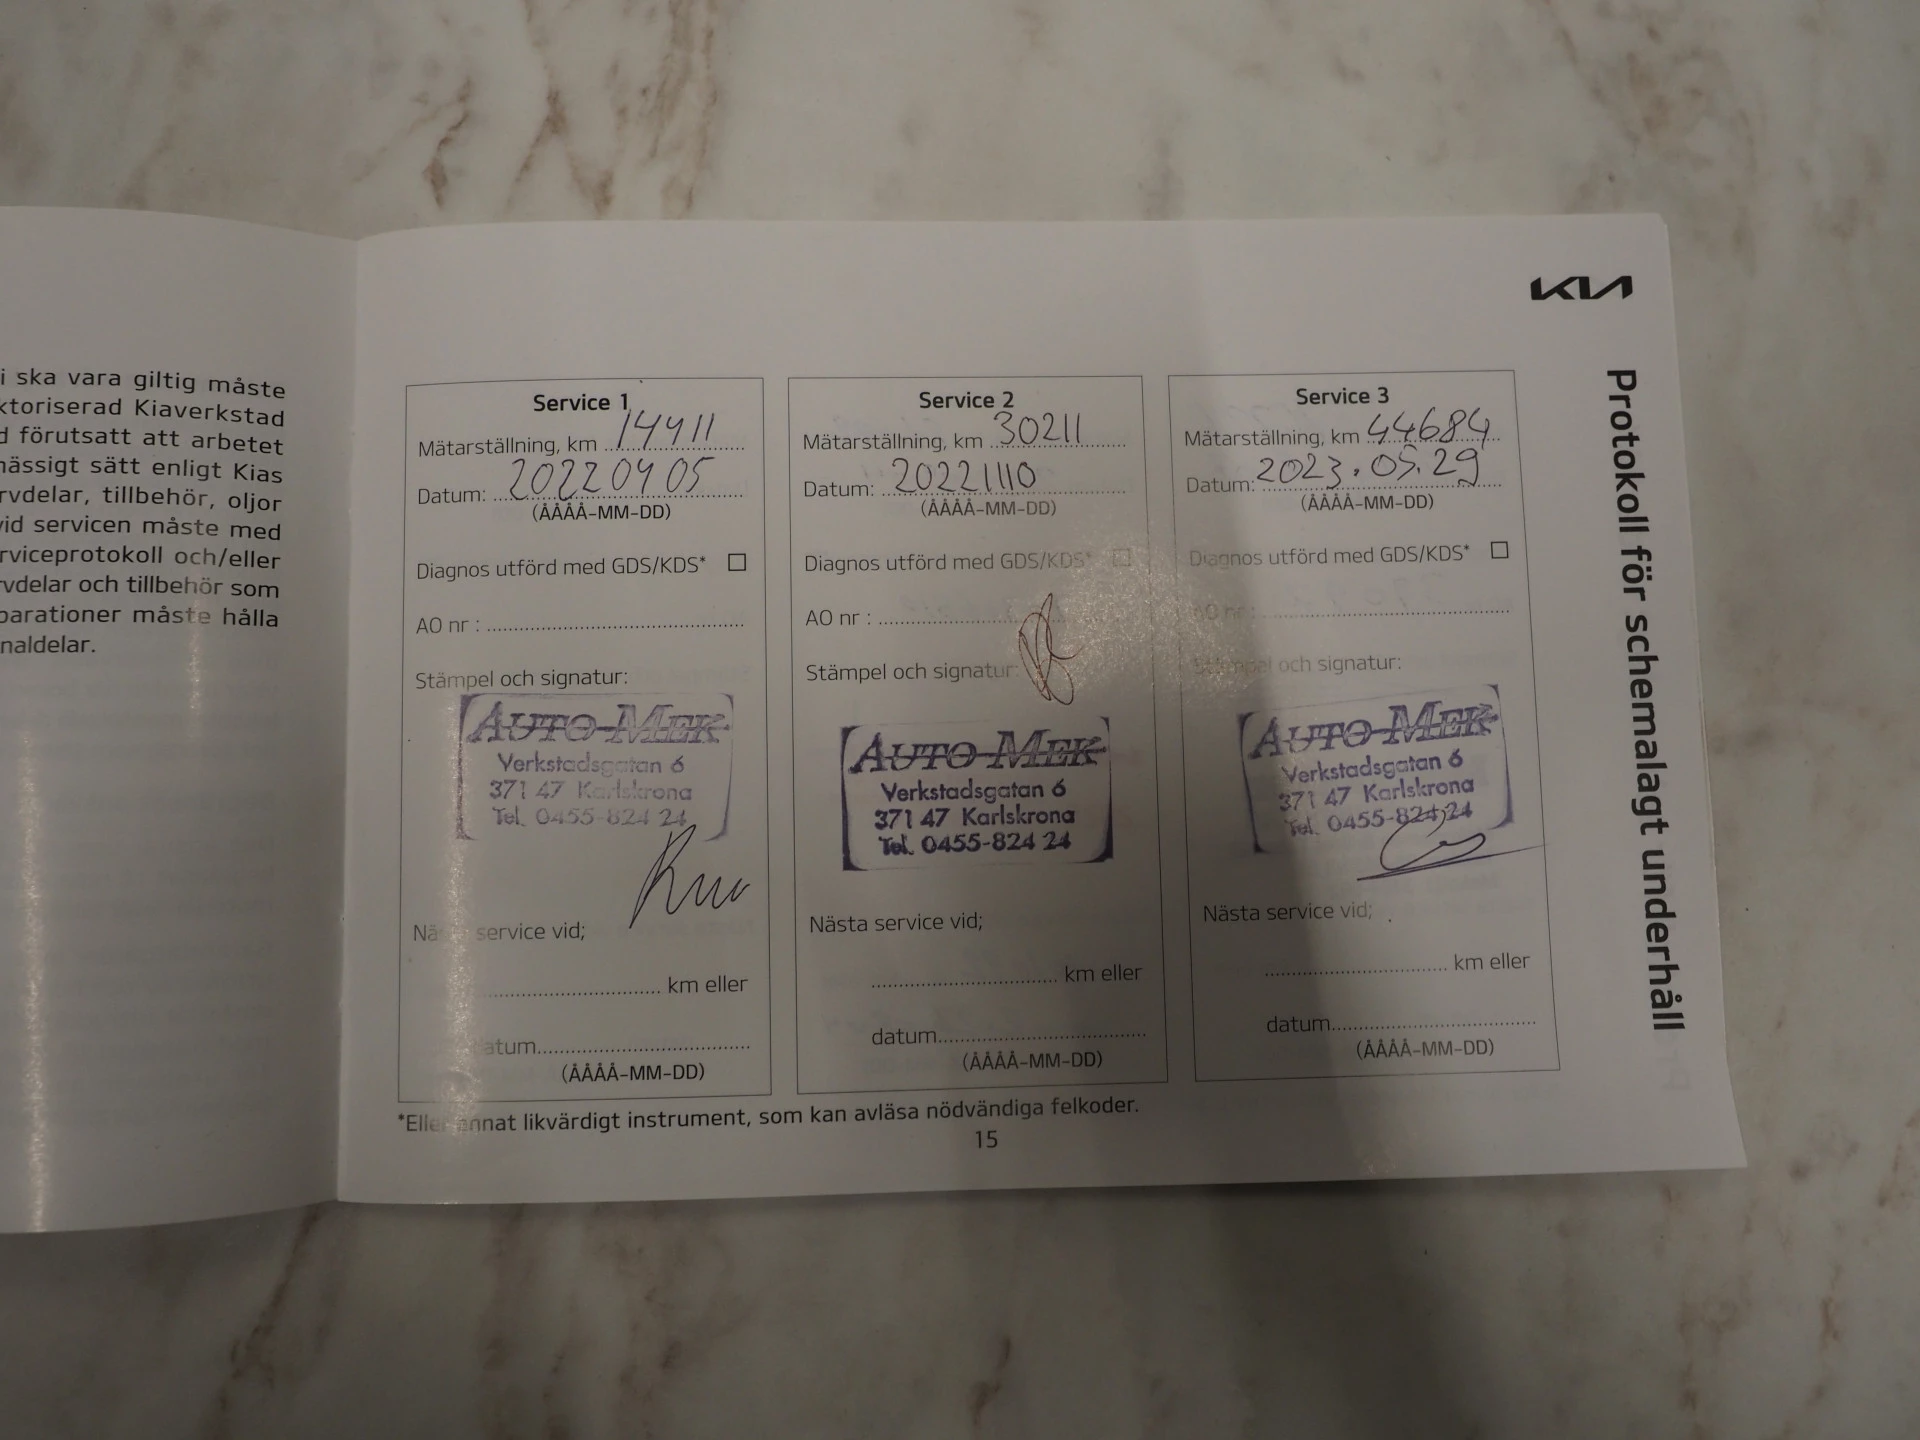 i ska vara giltig måste
ktoriserad Kiaverkstad
d förutsatt att arbetet
nässigt sätt enligt Kias
rvdelar, tillbehör, oljor
vid servicen måste med
rviceprotokoll och/eller
rvdelar och tillbehör som
parationer måste hålla
naldelar.
KIA
Protokoll för schemalagt underhåll
Service 1
Mätarställning, km 14411
Datum: 20220405
(ÅÅÅÅ-MM-DD)
Diagnos utförd med GDS/KDS* ☐
AO nr :
Stämpel och signatur:
AUTO-MEK
Verkstadsgatan 6
371 47 Karlskrona
Tel. 0455-824 24
Nästa service vid;
km eller
datum
(ÅÅÅÅ-MM-DD)
Service 2
Mätarställning, km 30211
Datum: 20221110
(ÅÅÅÅ-MM-DD)
Diagnos utförd med GDS/KDS* ☐
AO nr :
Stämpel och signatur:
AUTO-MEK
Verkstadsgatan 6
371 47 Karlskrona
Tel. 0455-824 24
Nästa service vid;
km eller
datum
(ÅÅÅÅ-MM-DD)
Service 3
Mätarställning, km 44684
Datum: 2023.05.29
(ÅÅÅÅ-MM-DD)
Diagnos utförd med GDS/KDS* ☐
AO nr :
Stämpel och signatur:
AUTO-MEK
Verkstadsgatan 6
371 47 Karlskrona
Tel. 0455-824 24
Nästa service vid;
km eller
datum
(ÅÅÅÅ-MM-DD)
*Eller annat likvärdigt instrument, som kan avläsa nödvändiga felkoder.
15